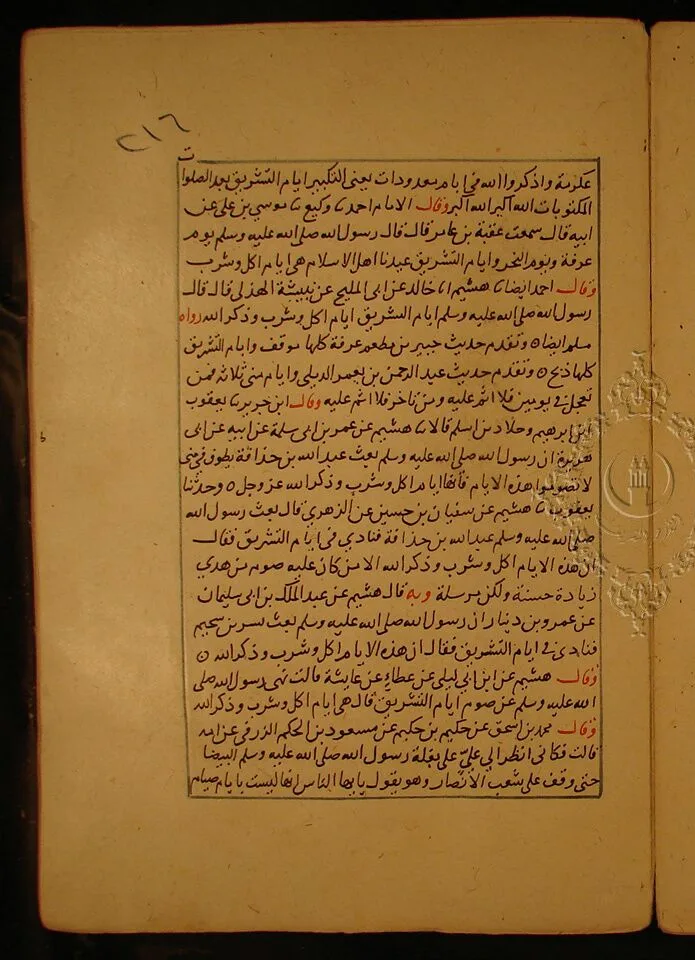 ٢١٦
عكرمة واذكروا الله في ايام معدودات يعني التكبير ايام التشريق بعد الصلوات
المكتوبات الله اكبر الله اكبر وقال الامام احمد ثنا وكيع ثنا موسى بن علي عن
ابيه قال سمعت عقبة بن عامر قال قال رسول الله صلى الله عليه وسلم يوم
عرفة ويوم النحر وايام التشريق عيدنا اهل الاسلام هي ايام اكل وشرب
وقال احمد ايضا ثنا هشيم انا خالد عن ابي المليح عن نبيشة الهذلي قال قال
رسول الله صلى الله عليه وسلم ايام التشريق ايام اكل وشرب وذكر الله رواه
مسلم ايضا وتقدم حديث جبير بن مطعم عرفة كلها موقف وايام التشريق
كلها ذبح وتقدم حديث عبد الرحمن بن يعمر الديلي وايام منى ثلاثة فمن
تعجل في يومين فلا اثم عليه ومن تاخر فلا اثم عليه وقال ابن جرير ثنا يعقوب
ابن ابرهيم وخلاد بن اسلم قالا ثنا هشيم عن عمر بن ابي سلمة عن ابيه عن ابي
هريرة ان رسول الله صلى الله عليه وسلم بعث عبد الله بن حذافة يطوف في منى
لا تصوموا هذه الايام فانها ايام اكل وشرب وذكر الله عز وجل وحدثنا
يعقوب ثنا هشيم عن سفيان بن حسين عن الزهري قال بعث رسول الله
صلى الله عليه وسلم عبد الله بن حذافة فنادى في ايام التشريق فقال
ان هذه الايام اكل وشرب وذكر الله الا من كان عليه صوم من هدي
زيادة حسنة ولكن مرسلة وبه قال هشيم عن عبد الملك بن ابي سليمان
عن عمرو بن دينار ان رسول الله صلى الله عليه وسلم بعث بسر بن سحيم
فنادى في ايام التشريق فقال ان هذه الايام اكل وشرب وذكر الله
وقال هشيم عن ابن ابي ليلى عن عطاء عن عايشة قالت نهى رسول الله صلى
الله عليه وسلم عن صوم ايام التشريق قال هي ايام اكل وشرب وذكر الله
وقال محمد بن اسحق عن حكيم بن حكيم عن مسعود بن الحكم الزرقي عن امه
قالت فكاني انظر الى علي على بغلة رسول الله صلى الله عليه وسلم البيضا
حتى وقف على شعب الانصار وهو يقول يا ايها الناس انها ليست بايام صيام